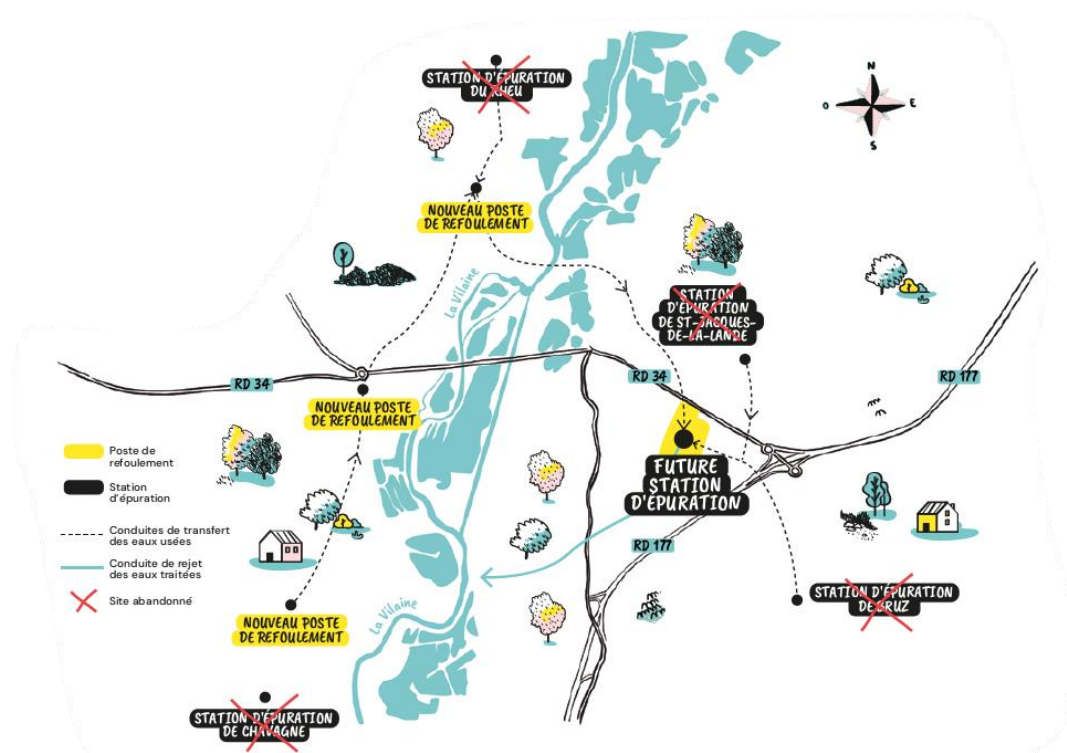 STATION D'ÉPURATION
DU RHEU
N
O
E
S
NOUVEAU POSTE
DE REFOULEMENT
La Vilaine
STATION
D'ÉPURATION
DE ST-JACQUES-
DE-LA-LANDE
RD 34
RD 34
RD 177
NOUVEAU POSTE
DE REFOULEMENT
Poste de
refoulement
Station
d'épuration
Conduites de transfert
des eaux usées
Conduite de rejet
des eaux traitées
Site abandonné
FUTURE
STATION
D'ÉPURATION
RD 177
STATION D'ÉPURATION
DE BRUZ
La Vilaine
NOUVEAU POSTE
DE REFOULEMENT
STATION D'ÉPURATION
DE CHAVAGNE